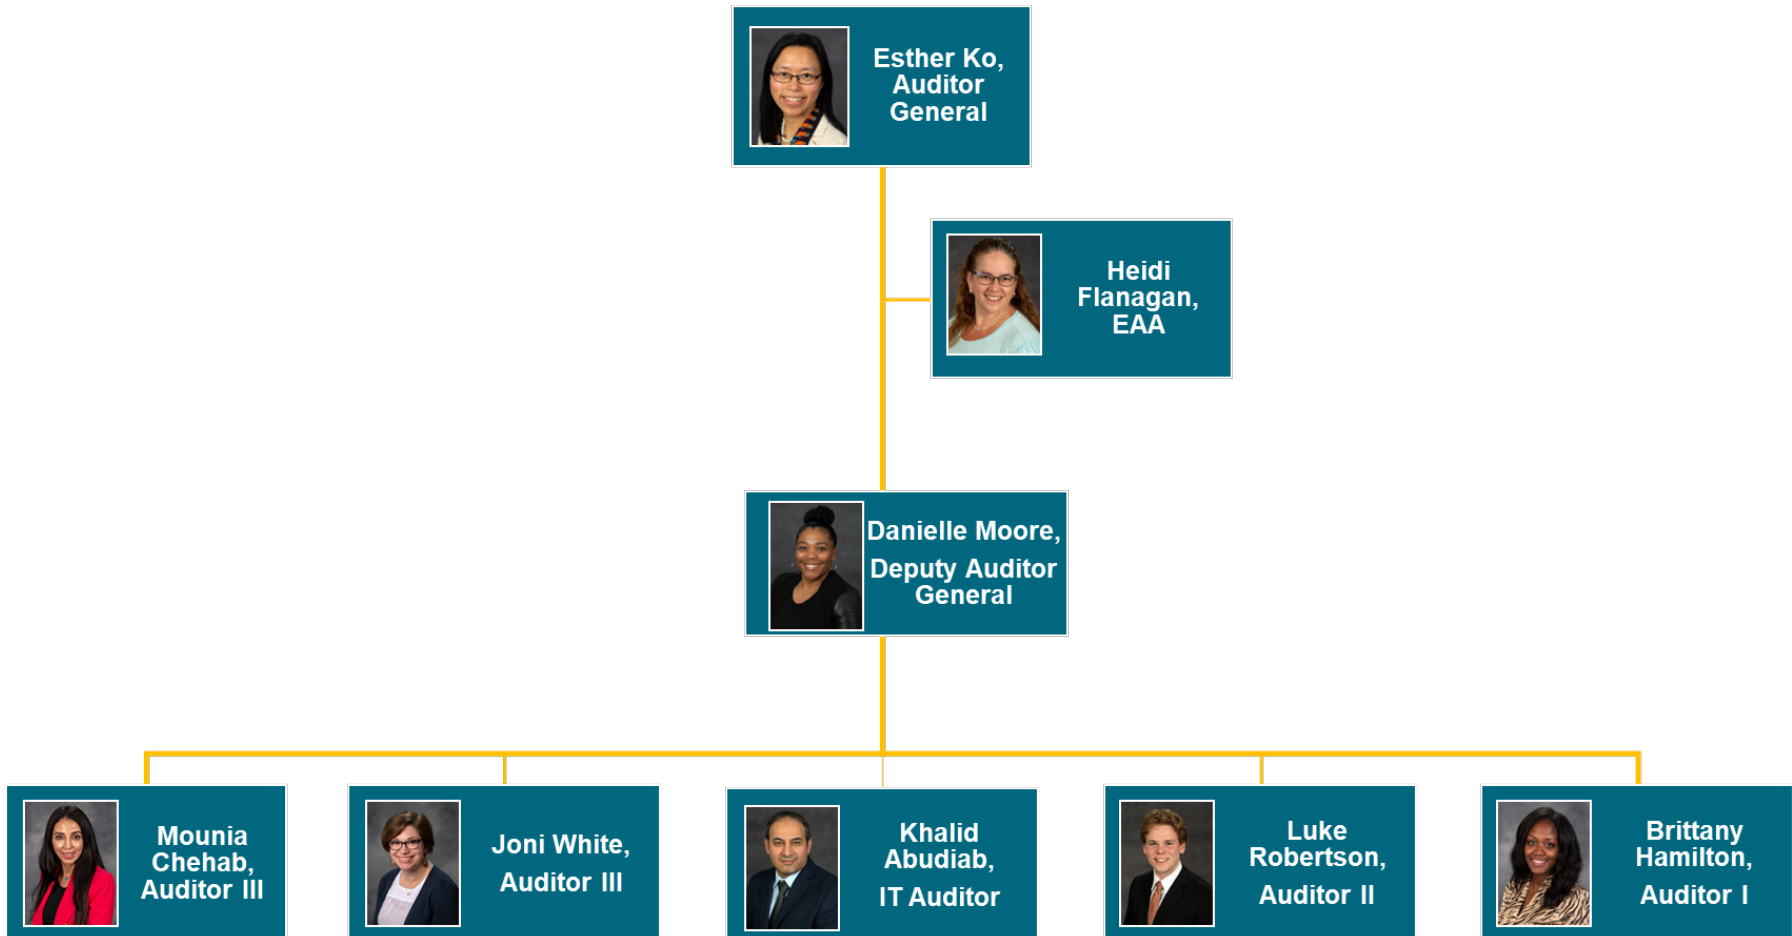 Esther Ko,
Auditor
General
Heidi
Flanagan,
EAA
Danielle Moore,
Deputy Auditor
General
Mounia
Chehab,
Auditor III
Joni White,
Auditor III
Khalid
Abudiab,
IT Auditor
Luke
Robertson,
Auditor II
Brittany
Hamilton,
Auditor I